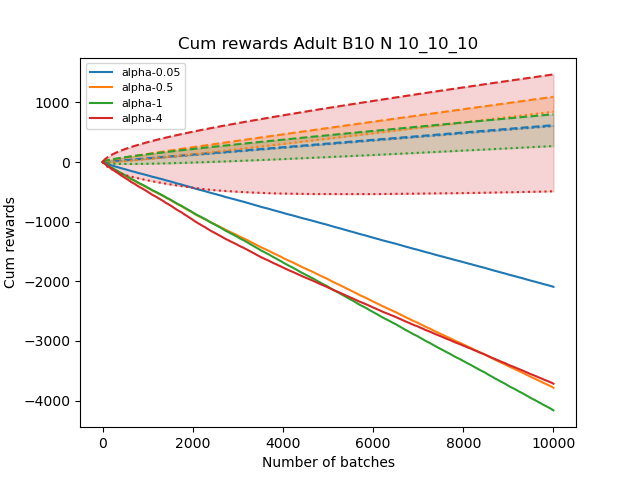 Cum rewards Adult B10 N 10_10_10
alpha-0.05
alpha-0.5
alpha-1
alpha-4
1000
0
−1000
−2000
−3000
−4000
Cum rewards
0 2000 4000 6000 8000 10000
Number of batches